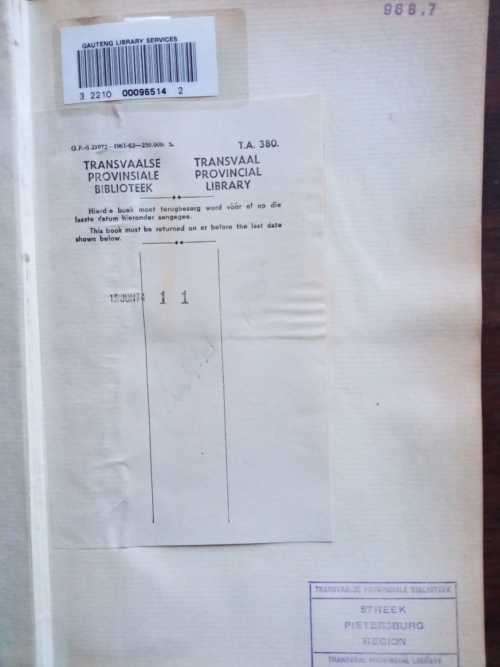 968.7
GAUTENG LIBRARY SERVICES
3 2210 00096514 2
T.A. 380.
TRANSVAALSE PROVINSIALE BIBLIOTEEK
TRANSVAAL PROVINCIAL LIBRARY
Hierdie boek moet terugbesorg word vóór of op die
laaste datum hieronder aangegee.
This book must be returned on or before the last date
shown below.
1 1
TRANSVAALSE PROVINSIALE BIBLIOTEEK
STREEK
PIETERSBURG
REGION
TRANSVAAL PROVINCIAL LIBRARY